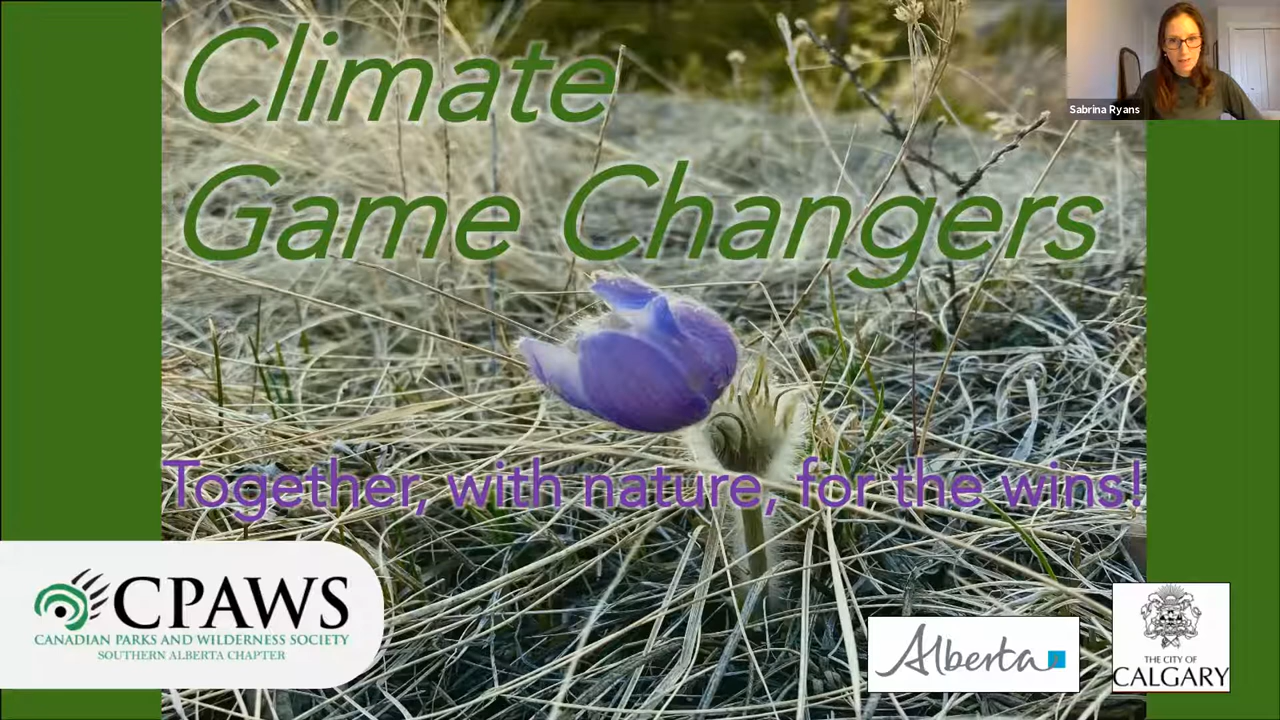 Climate
Game Changers
Sabrina Ryans
Together, with nature, for the wins!
CPAWS
CANADIAN PARKS AND WILDERNESS SOCIETY
SOUTHERN ALBERTA CHAPTER
Alberta
THE CITY OF
CALGARY